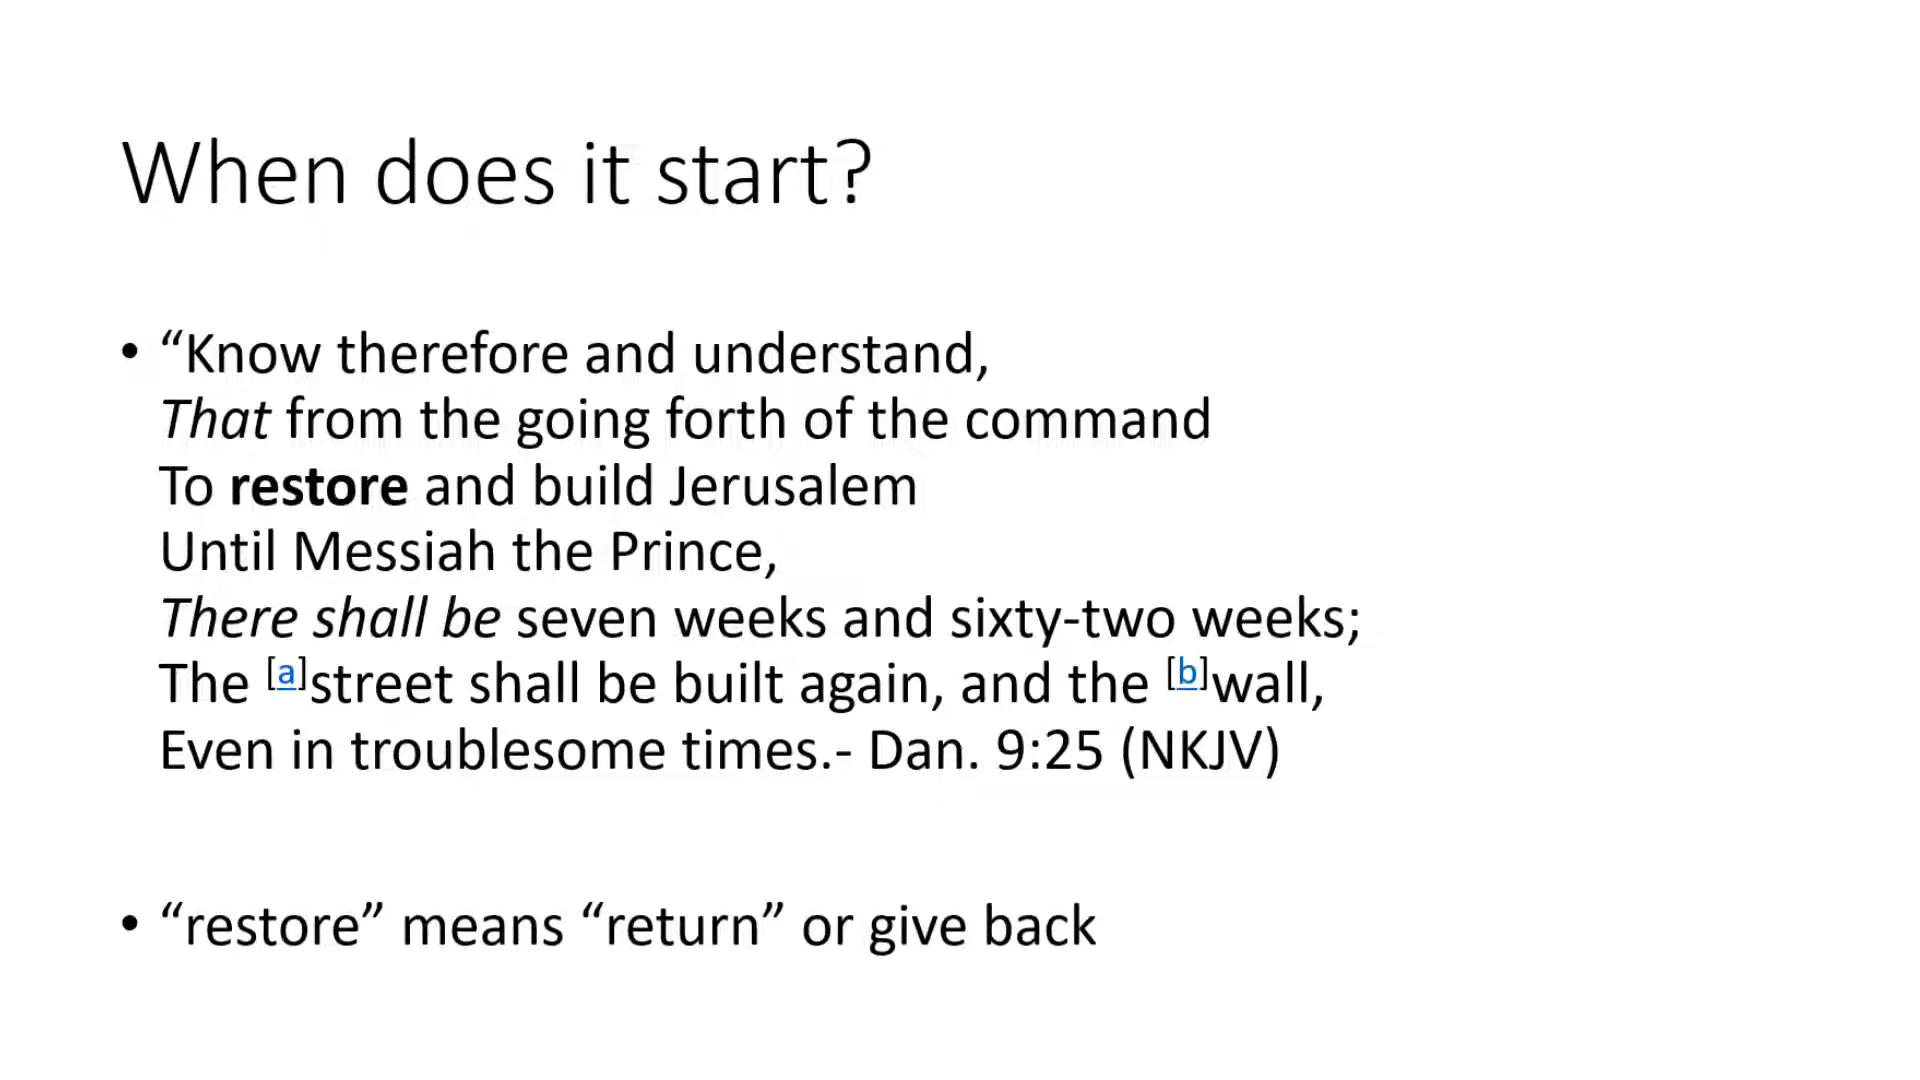 When does it start?
• “Know therefore and understand,
That from the going forth of the command
To restore and build Jerusalem
Until Messiah the Prince,
There shall be seven weeks and sixty-two weeks;
The [a]street shall be built again, and the [b]wall,
Even in troublesome times.- Dan. 9:25 (NKJV)
• “restore” means “return” or give back